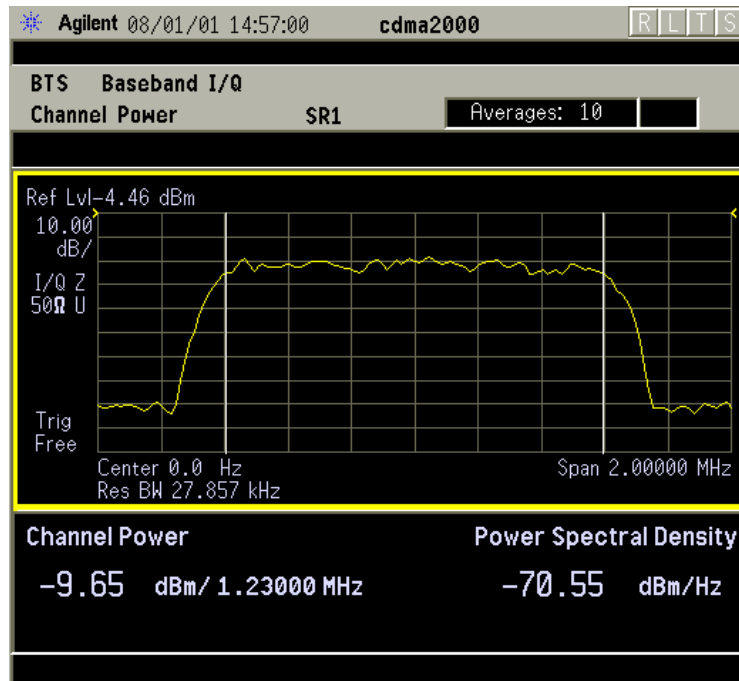 Agilent 08/01/01 14:57:00 cdma2000 R L T S
BTS Baseband I/Q
Channel Power SR1 Averages: 10
Ref Lvl-4.46 dBm
10.00
dB/
I/Q Z
50Ω U
Trig
Free
Center 0.0 Hz Span 2.00000 MHz
Res BW 27.857 kHz
Channel Power Power Spectral Density
-9.65 dBm/ 1.23000 MHz -70.55 dBm/Hz